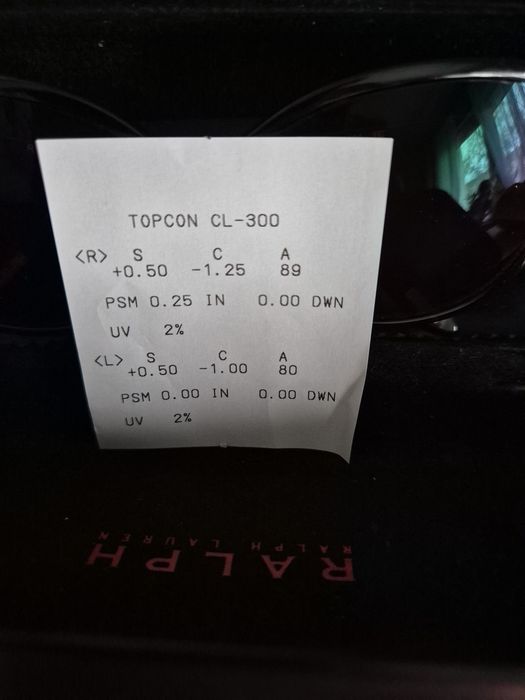 TOPCON CL-300
<R> S C A
+0.50 -1.25 89
PSM 0.25 IN 0.00 DWN
UV 2%
<L> S C A
+0.50 -1.00 80
PSM 0.00 IN 0.00 DWN
UV 2%
RALPH LAUREN
RALPH